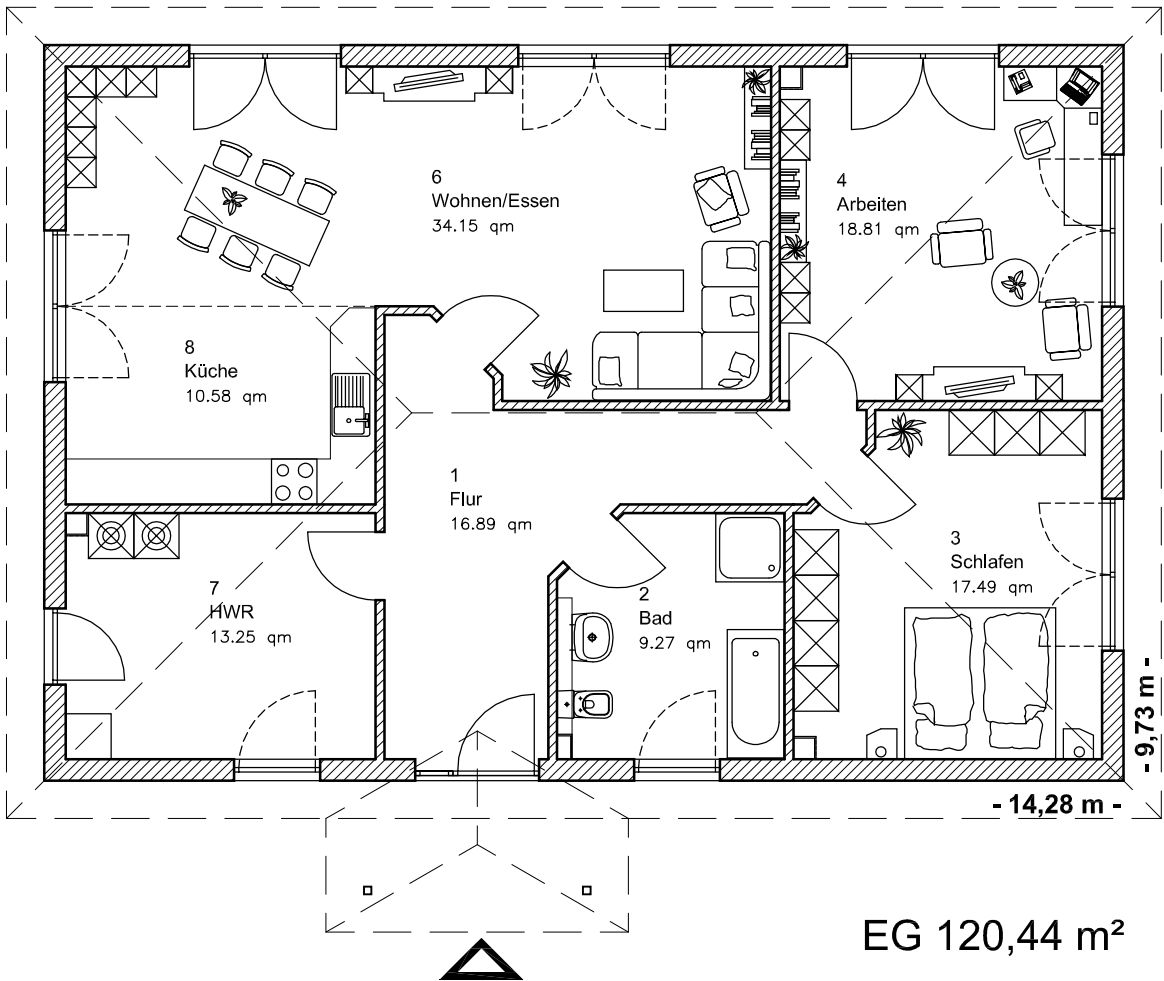 6
Wohnen/Essen
34.15 qm
4
Arbeiten
18.81 qm
8
Küche
10.58 qm
1
Flur
16.89 qm
3
Schlafen
17.49 qm
7
HWR
13.25 qm
2
Bad
9.27 qm
- 9,73 m -
- 14,28 m -
EG 120,44 m²